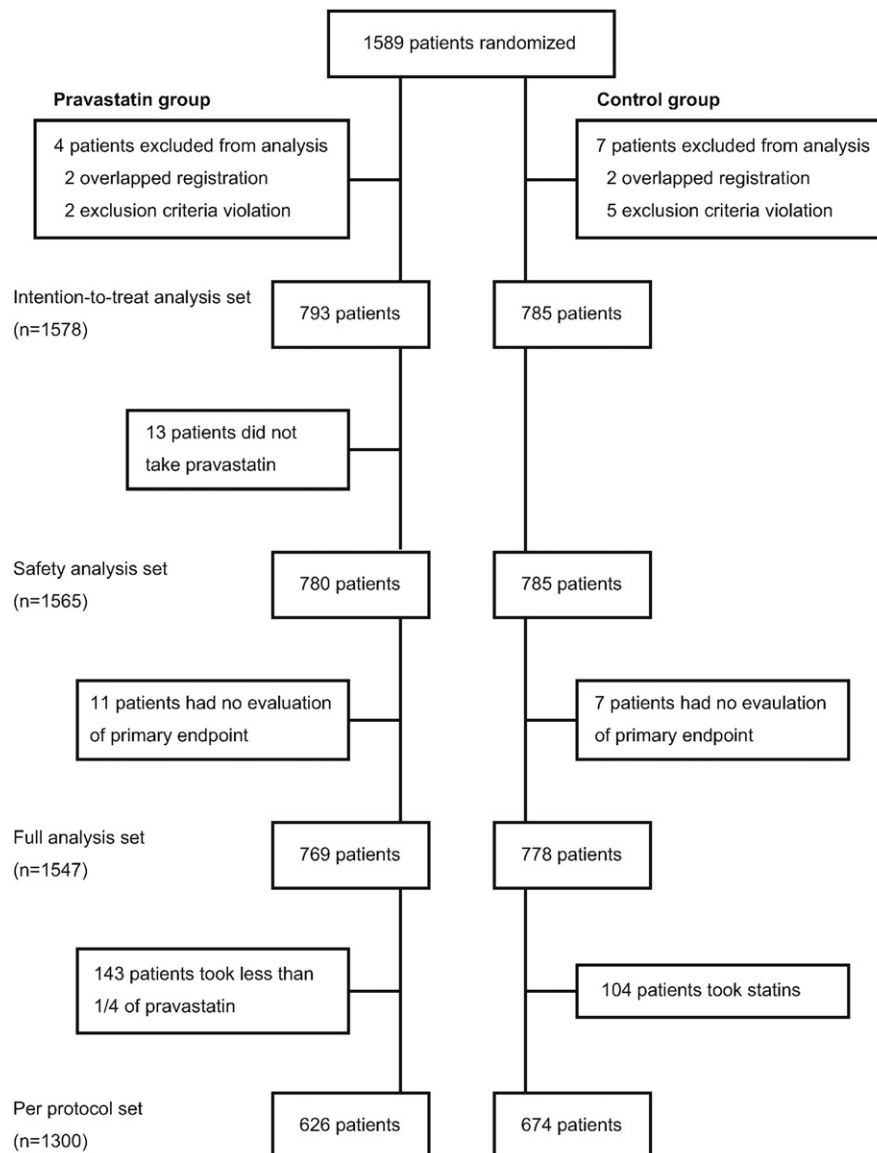 1589 patients randomized
Pravastatin group
Control group
4 patients excluded from analysis
2 overlapped registration
2 exclusion criteria violation
7 patients excluded from analysis
2 overlapped registration
5 exclusion criteria violation
Intention-to-treat analysis set
(n=1578)
793 patients
785 patients
13 patients did not
take pravastatin
Safety analysis set
(n=1565)
780 patients
785 patients
11 patients had no evaluation
of primary endpoint
7 patients had no evaulation
of primary endpoint
Full analysis set
(n=1547)
769 patients
778 patients
143 patients took less than
1/4 of pravastatin
104 patients took statins
Per protocol set
(n=1300)
626 patients
674 patients